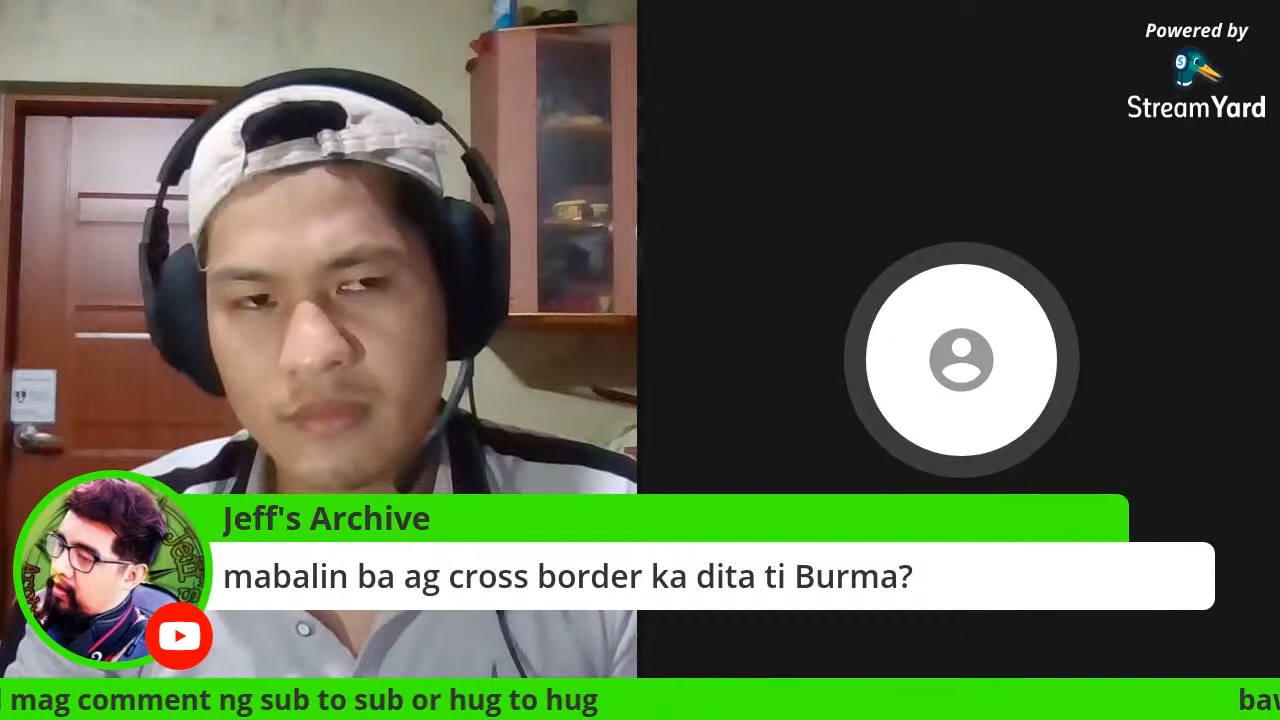 Powered by
StreamYard
Jeff's Archive
mabalin ba ag cross border ka dita ti Burma?
mag comment ng sub to sub or hug to hug